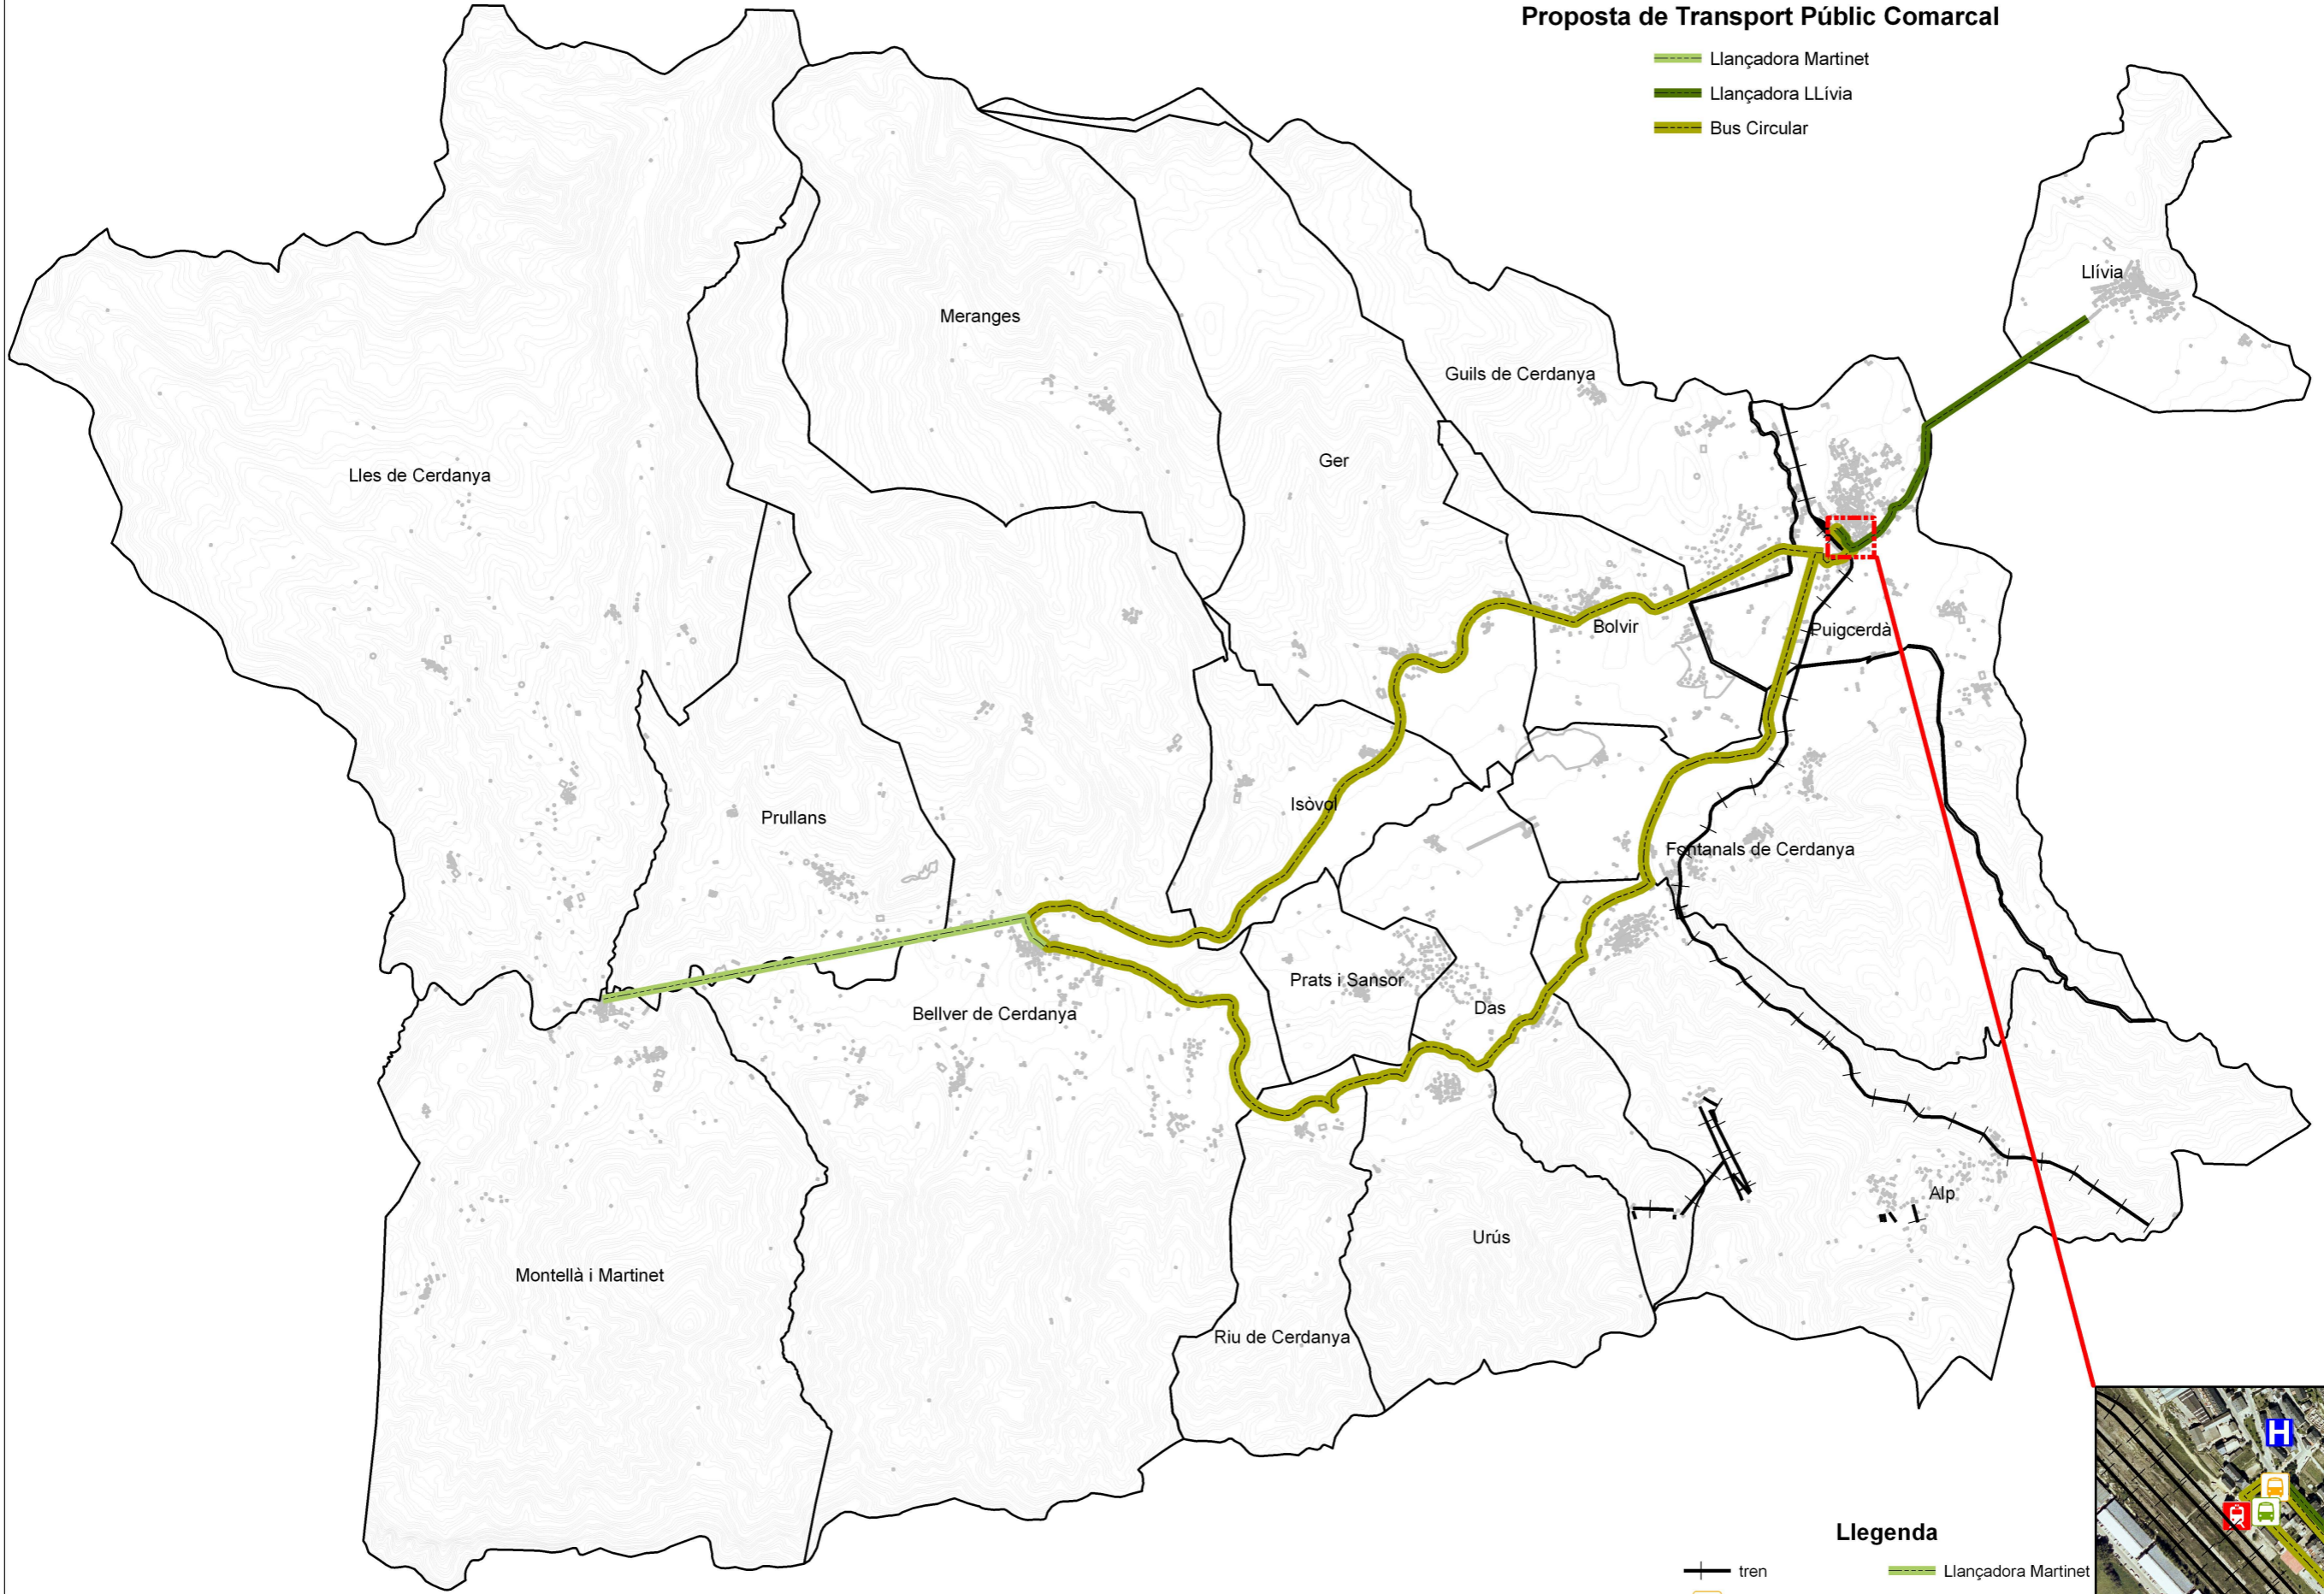 Proposta de Transport Públic Comarcal
Llançadora Martinet
Llançadora LLívia
Bus Circular
Llívia
Meranges
Guils de Cerdanya
Ger
Lles de Cerdanya
Bolvir
Puigcerdà
Isòvol
Prullans
Fontanals de Cerdanya
Prats i Sansor
Das
Bellver de Cerdanya
Alp
Urús
Montellà i Martinet
Riu de Cerdanya
H
Llegenda
tren
Llançadora Martinet